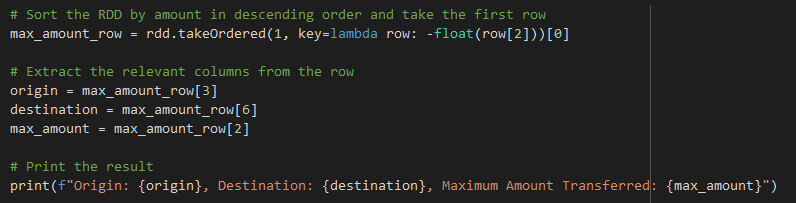 # Sort the RDD by amount in descending order and take the first row
max_amount_row = rdd.takeOrdered(1, key=lambda row: -float(row[2]))[0]
# Extract the relevant columns from the row
origin = max_amount_row[3]
destination = max_amount_row[6]
max_amount = max_amount_row[2]
# Print the result
print(f"Origin: {origin}, Destination: {destination}, Maximum Amount Transferred: {max_amount}")